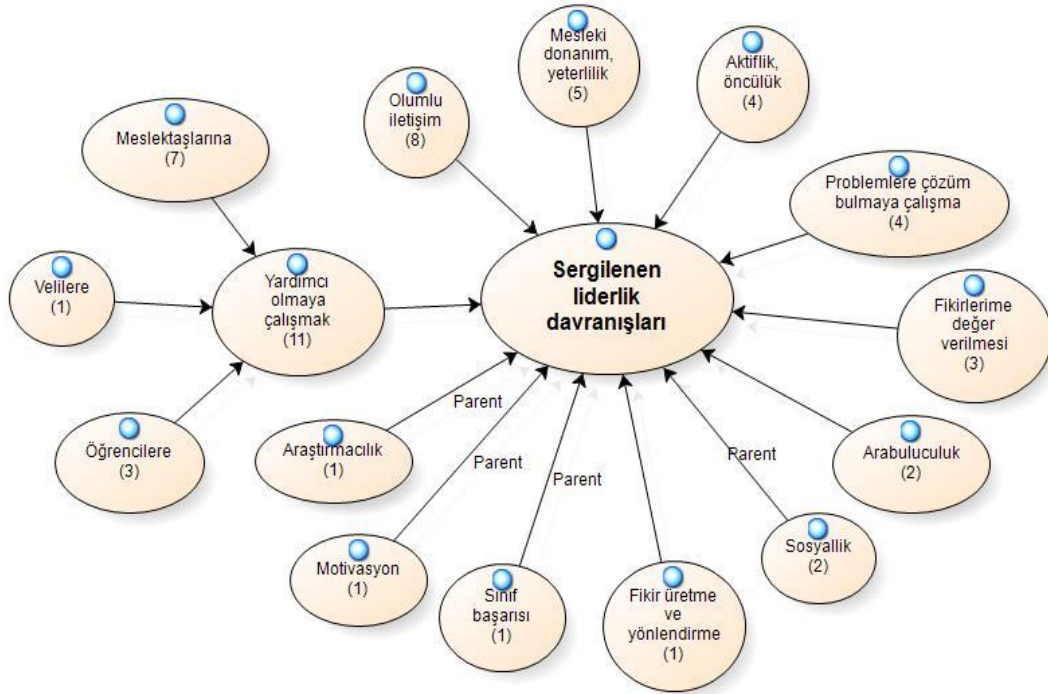 Mesleki
donanım,
yeterlilik
(5)
Aktiflik,
öncülük
(4)
Olumlu
iletişim
(8)
Meslektaşlarına
(7)
Problemlere çözüm
bulmaya çalışma
(4)
Velilere
(1)
Yardımcı
olmaya
çalışmak
(11)
Sergilenen
liderlik
davranışları
Fikirlerime
değer
verilmesi
(3)
Öğrencilere
(3)
Araştırmacılık
(1)
Parent
Parent
Parent
Parent
Arabuluculuk
(2)
Motivasyon
(1)
Sınıf
başarısı
(1)
Fikir üretme
ve
yönlendirme
(1)
Sosyallik
(2)